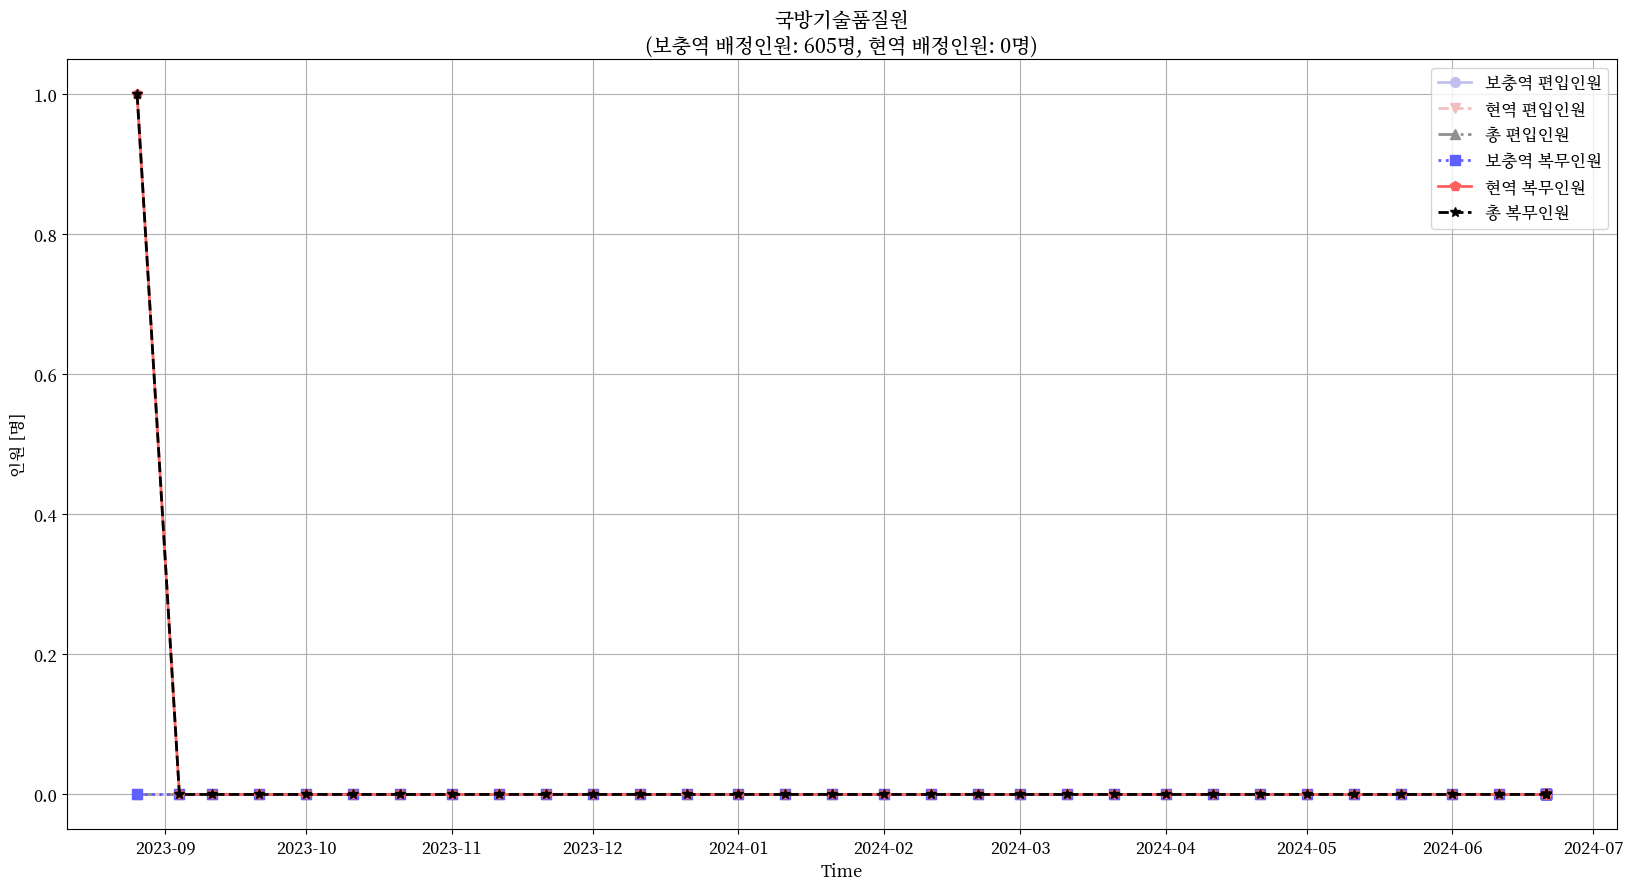 국방기술품질원
(보충역 배정인원: 605명, 현역 배정인원: 0명)
보충역 편입인원
현역 편입인원
총 편입인원
보충역 복무인원
현역 복무인원
총 복무인원
인원 [명]
1.0
0.8
0.6
0.4
0.2
0.0
2023-09
2023-10
2023-11
2023-12
2024-01
2024-02
2024-03
2024-04
2024-05
2024-06
2024-07
Time